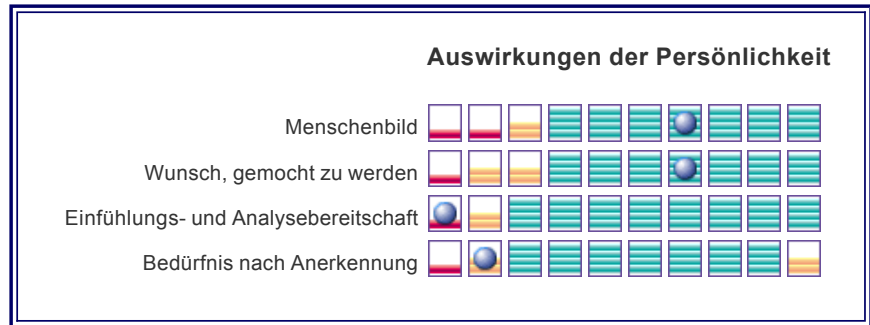 Auswirkungen der Persönlichkeit
Menschenbild
Wunsch, gemocht zu werden
Einfühlungs- und Analysebereitschaft
Bedürfnis nach Anerkennung